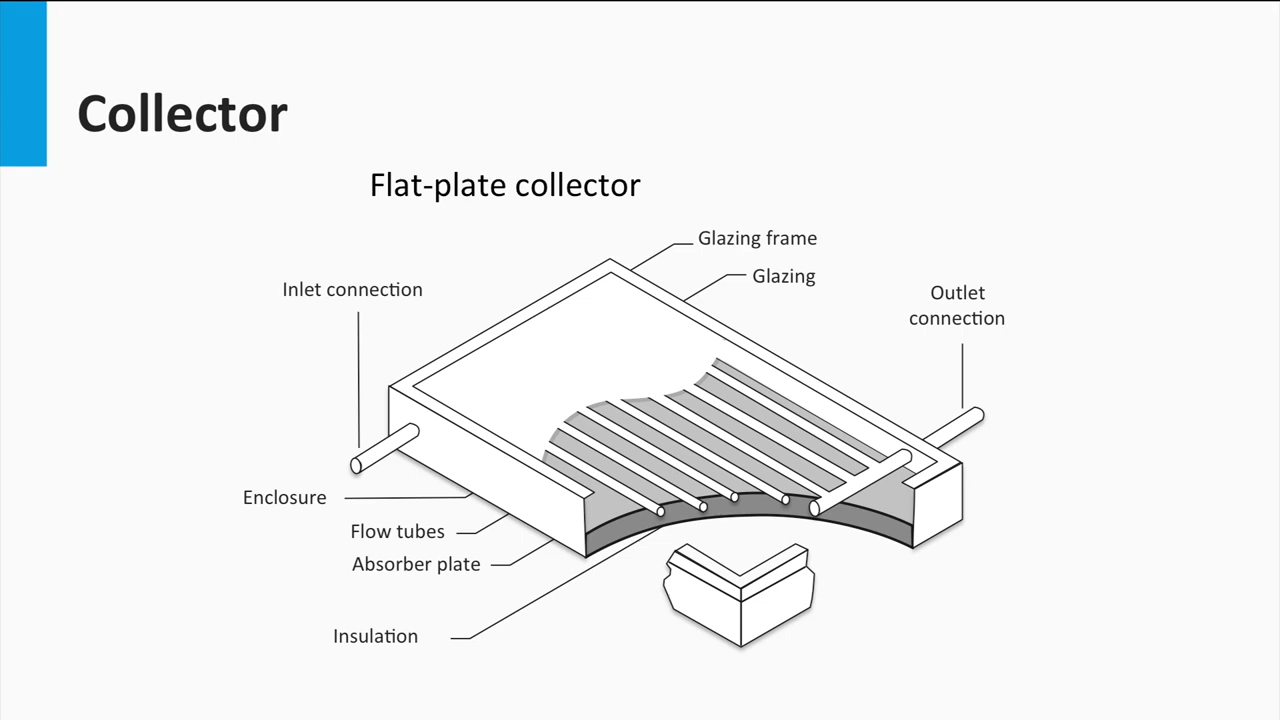 Collector
Flat-plate collector
Glazing frame
Glazing
Inlet connection
Outlet
connection
Enclosure
Flow tubes
Absorber plate
Insulation